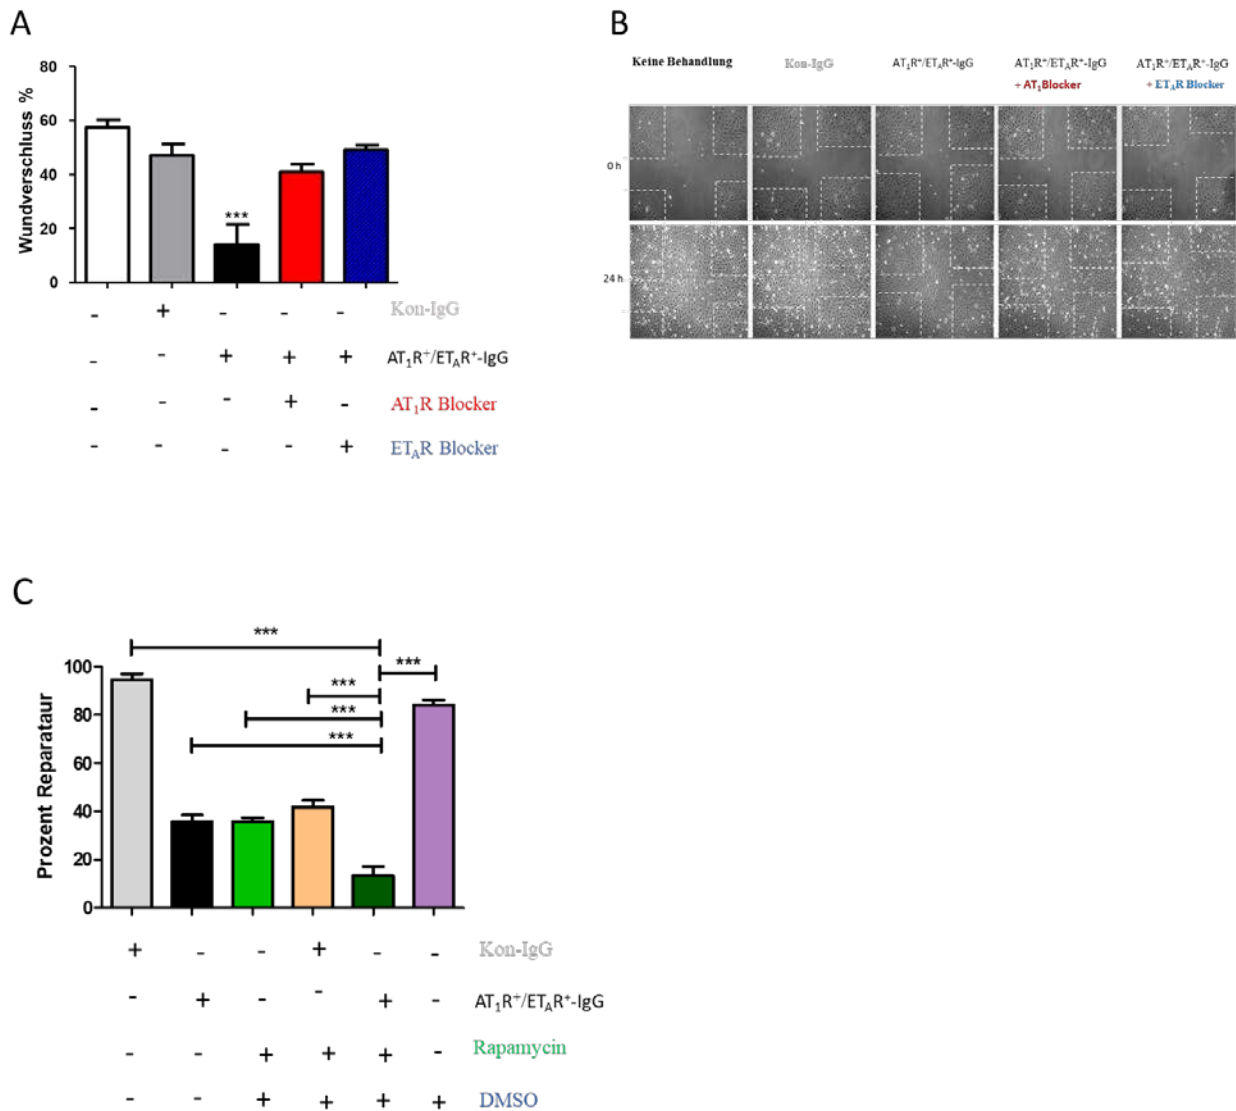 A
B
Wundverschluss %
80
60
40
20
0
***
- + - - - Kon-IgG
- - + + + AT₁R⁺/ETAR⁺-IgG
- - - + - AT₁R Blocker
- - - - + ETAR Blocker
Keine Behandlung Kon-IgG AT₁R⁺/ETAR⁺-IgG AT₁R⁺/ETAR⁺-IgG AT₁R⁺/ETAR⁺-IgG
+ AT₁Blocker + ETAR Blocker
0 h
24 h
C
Prozent Reparataur
100
80
60
40
20
0
***
***
***
***
***
+ - - + - - Kon-IgG
- + - - + - AT₁R⁺/ETAR⁺-IgG
- - + + + - Rapamycin
- - + + + + DMSO